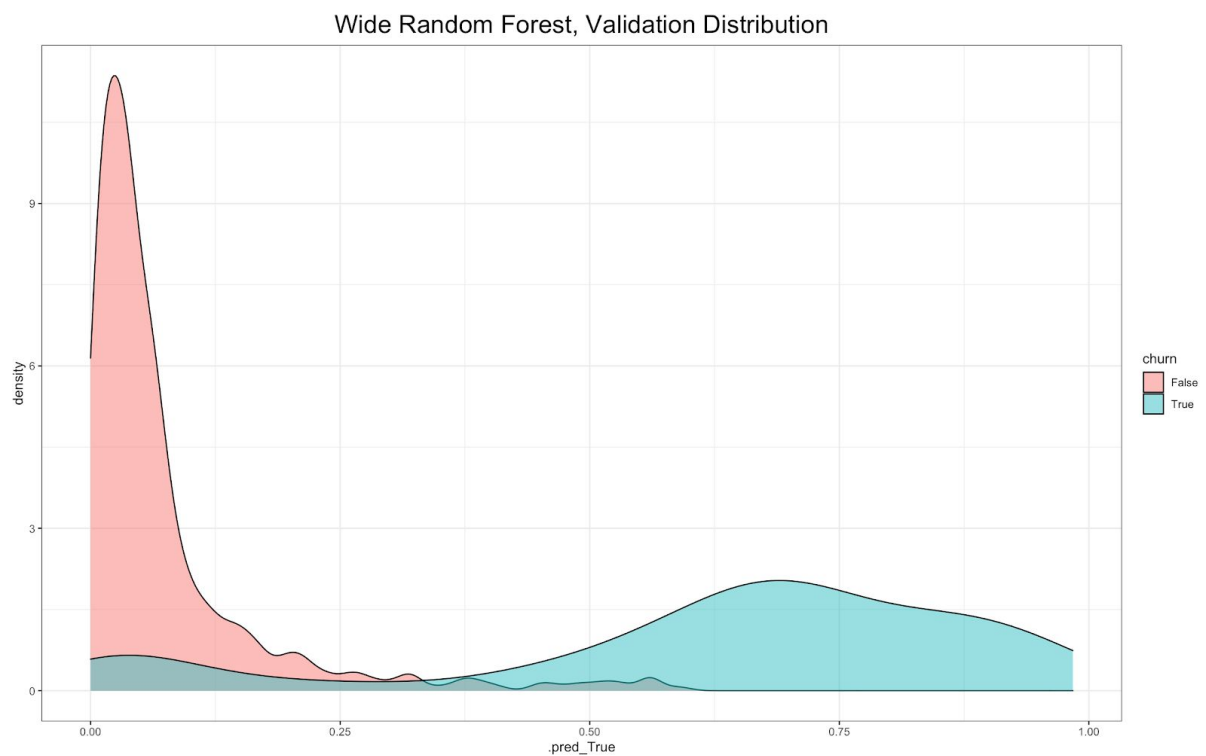 Wide Random Forest, Validation Distribution
9
6
3
0
density
0.00 0.25 0.50 0.75 1.00
.pred_True
churn
False
True